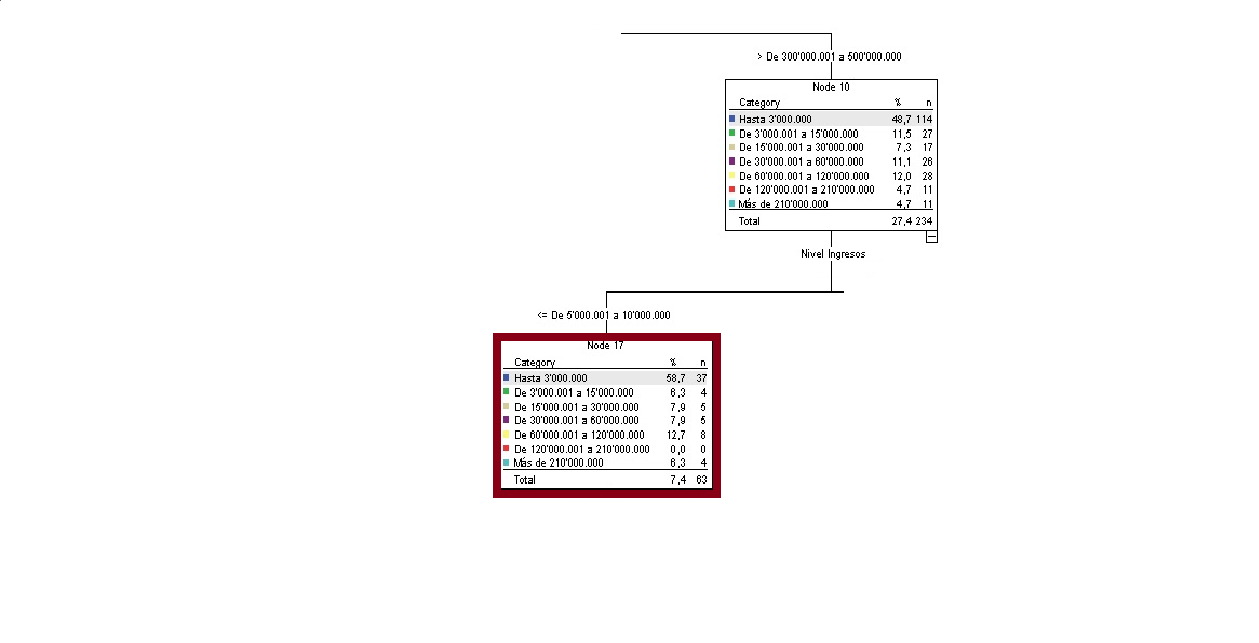 > De 300'000.001 a 500'000.000
Node 10
Category % n
Hasta 3'000.000 48,7 114
De 3'000.001 a 15'000.000 11,5 27
De 15'000.001 a 30'000.000 7,3 17
De 30'000.001 a 60'000.000 11,1 26
De 60'000.001 a 120'000.000 12,0 28
De 120'000.001 a 210'000.000 4,7 11
Más de 210'000.000 4,7 11
Total 27,4 234
Nivel Ingresos
<= De 5'000.001 a 10'000.000
Node 17
Category % n
Hasta 3'000.000 58,7 37
De 3'000.001 a 15'000.000 6,3 4
De 15'000.001 a 30'000.000 7,9 5
De 30'000.001 a 60'000.000 7,9 5
De 60'000.001 a 120'000.000 12,7 8
De 120'000.001 a 210'000.000 0,0 0
Más de 210'000.000 6,3 4
Total 7,4 63